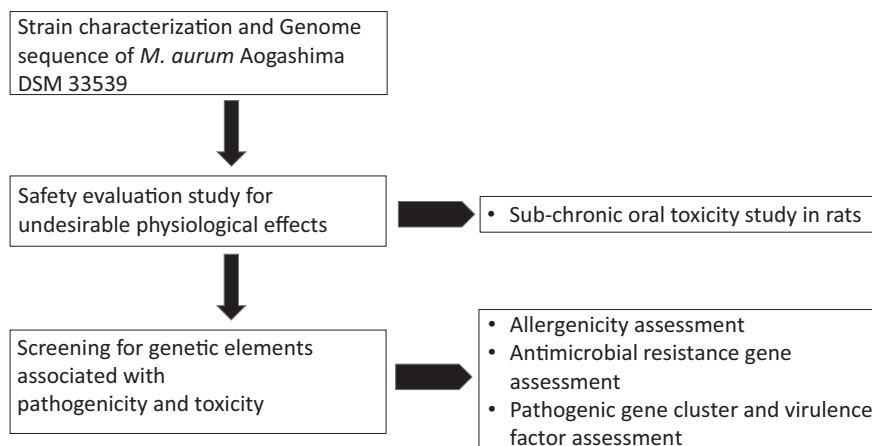 Strain characterization and Genome
sequence of M. aurum Aogashima
DSM 33539
Safety evaluation study for
undesirable physiological effects
• Sub-chronic oral toxicity study in rats
Screening for genetic elements
associated with
pathogenicity and toxicity
• Allergenicity assessment
• Antimicrobial resistance gene
assessment
• Pathogenic gene cluster and virulence
factor assessment